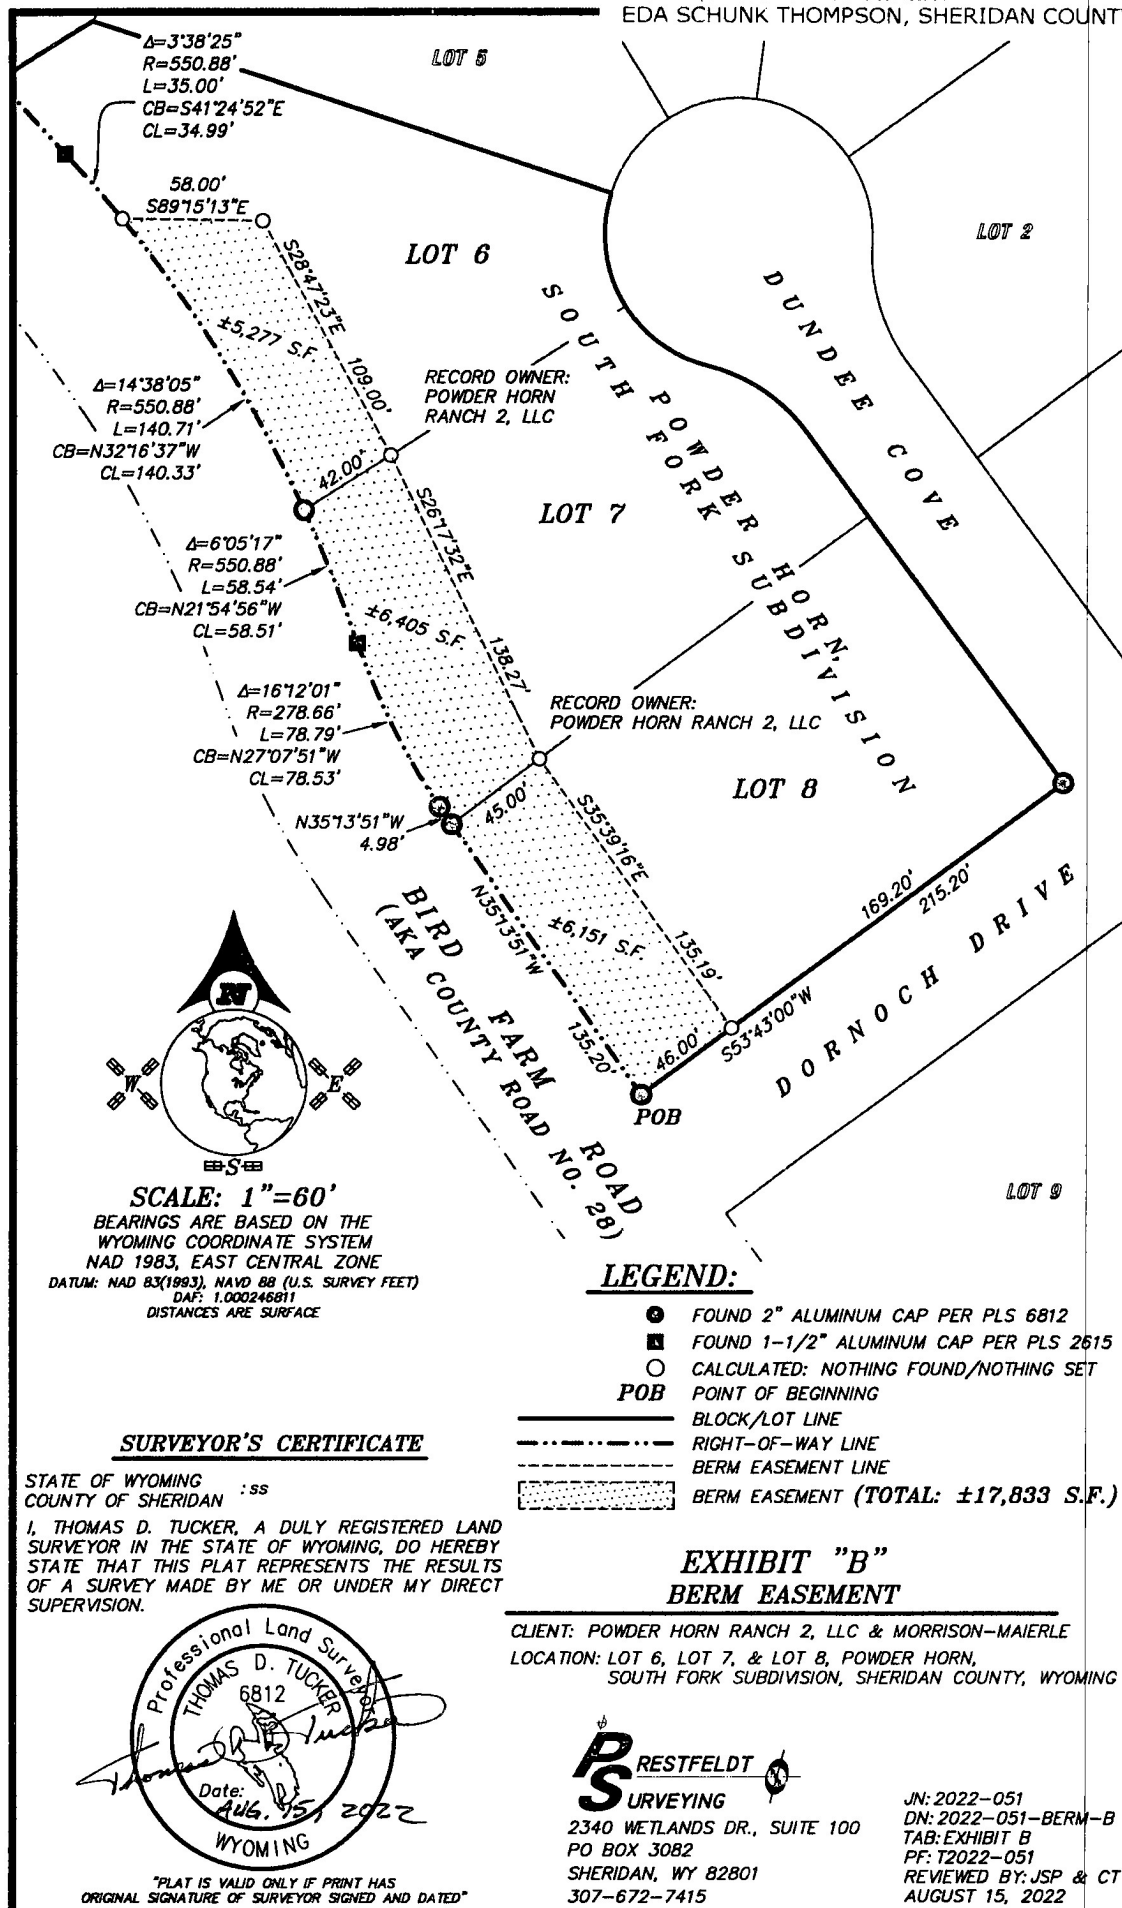 EDA SCHUNK THOMPSON, SHERIDAN COUNT
Δ=3°38'25"
R=550.88'
L=35.00'
CB=S41°24'52"E
CL=34.99'
LOT 5
58.00'
S89°15'13"E
LOT 6
LOT 2
S28°47'23"E
109.00'
±5,277 S.F.
DUNDEE COVE
SOUTH FORK SUBDIVISION
POWDER HORN,
RECORD OWNER:
POWDER HORN
RANCH 2, LLC
Δ=14°38'05"
R=550.88'
L=140.71'
CB=N32°16'37"W
CL=140.33'
42.00'
S26°17'32"E
138.27'
LOT 7
Δ=6°05'17"
R=550.88'
L=58.54'
CB=N21°54'56"W
CL=58.51'
±6,405 S.F.
Δ=16°12'01"
R=278.66'
L=78.79'
CB=N27°07'51"W
CL=78.53'
RECORD OWNER:
POWDER HORN RANCH 2, LLC
LOT 8
N35°13'51"W
4.98'
45.00'
S35°39'16"E
135.19'
±6,151 S.F.
N35°13'51"W
135.20'
169.20'
215.20'
S53°43'00"W
46.00'
DORNOCH DRIVE
BIRD FARM ROAD
(AKA COUNTY ROAD NO. 28)
POB
LOT 9
N
W
E
S
SCALE: 1"=60'
BEARINGS ARE BASED ON THE
WYOMING COORDINATE SYSTEM
NAD 1983, EAST CENTRAL ZONE
DATUM: NAD 83(1993), NAVD 88 (U.S. SURVEY FEET)
DAF: 1.000246811
DISTANCES ARE SURFACE
LEGEND:
FOUND 2" ALUMINUM CAP PER PLS 6812
FOUND 1-1/2" ALUMINUM CAP PER PLS 2615
CALCULATED: NOTHING FOUND/NOTHING SET
POB POINT OF BEGINNING
BLOCK/LOT LINE
RIGHT-OF-WAY LINE
BERM EASEMENT LINE
BERM EASEMENT (TOTAL: ±17,833 S.F.)
SURVEYOR'S CERTIFICATE
STATE OF WYOMING
:ss
COUNTY OF SHERIDAN
I, THOMAS D. TUCKER, A DULY REGISTERED LAND
SURVEYOR IN THE STATE OF WYOMING, DO HEREBY
STATE THAT THIS PLAT REPRESENTS THE RESULTS
OF A SURVEY MADE BY ME OR UNDER MY DIRECT
SUPERVISION.
Professional Land Surveyor
THOMAS D. TUCKER
6812
Thomas D. Tucker
Date:
AUG. 15, 2022
WYOMING
"PLAT IS VALID ONLY IF PRINT HAS
ORIGINAL SIGNATURE OF SURVEYOR SIGNED AND DATED"
EXHIBIT "B"
BERM EASEMENT
CLIENT: POWDER HORN RANCH 2, LLC & MORRISON-MAIERLE
LOCATION: LOT 6, LOT 7, & LOT 8, POWDER HORN,
SOUTH FORK SUBDIVISION, SHERIDAN COUNTY, WYOMING
PRESTFELDT
SURVEYING
2340 WETLANDS DR., SUITE 100
PO BOX 3082
SHERIDAN, WY 82801
307-672-7415
JN: 2022-051
DN: 2022-051-BERM-B
TAB: EXHIBIT B
PF: T2022-051
REVIEWED BY: JSP & CT
AUGUST 15, 2022